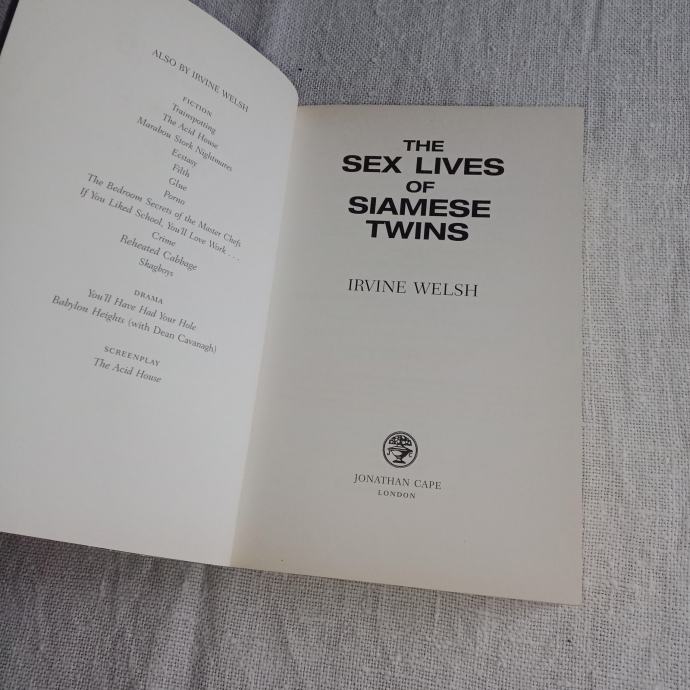 ALSO BY IRVINE WELSH
FICTION
Trainspotting
The Acid House
Marabou Stork Nightmares
Ecstasy
Filth
Glue
Porno
The Bedroom Secrets of the Master Chefs
If You Liked School, You'll Love Work . . .
Crime
Reheated Cabbage
Skagboys
DRAMA
You'll Have Had Your Hole
Babylon Heights (with Dean Cavanagh)
SCREENPLAY
The Acid House
THE
SEX LIVES
OF
SIAMESE
TWINS
IRVINE WELSH
J C
JONATHAN CAPE
LONDON